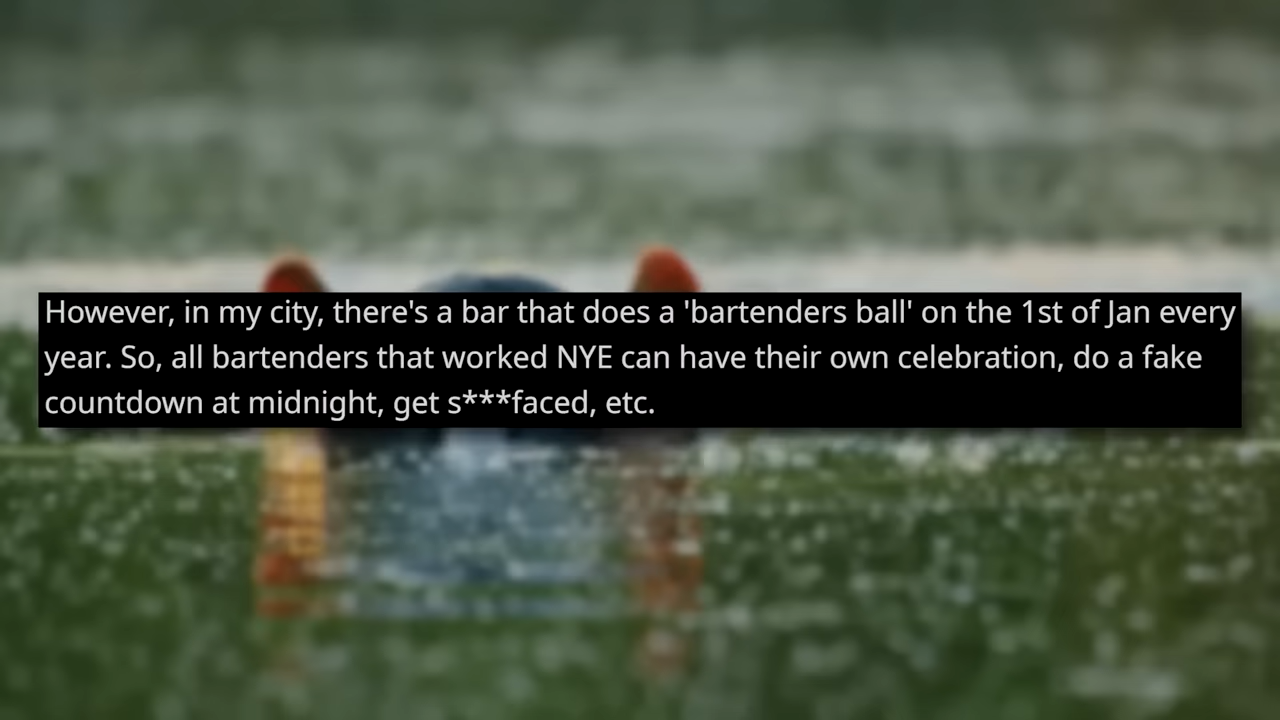 However, in my city, there's a bar that does a 'bartenders ball' on the 1st of Jan every
year. So, all bartenders that worked NYE can have their own celebration, do a fake
countdown at midnight, get s***faced, etc.